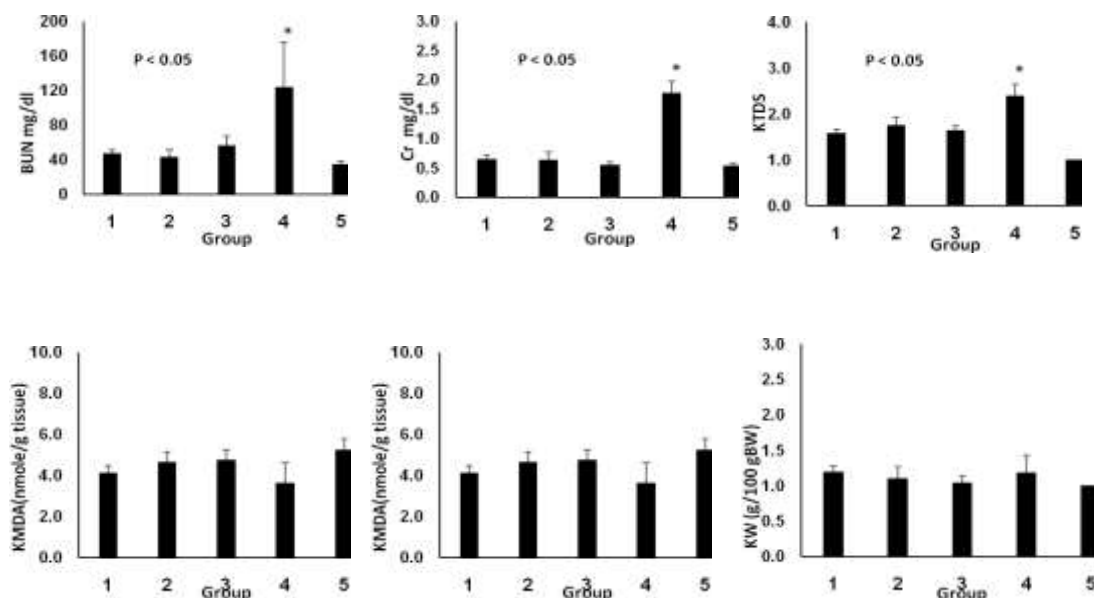 BUN mg/dl
200
160
120
80
40
0
P < 0.05
*
1 2 3 4 5
Group
Cr mg/dl
3.0
2.5
2.0
1.5
1.0
0.5
0.0
P < 0.05
*
1 2 3 4 5
Group
KTDS
4.0
3.0
2.0
1.0
0.0
P < 0.05
*
1 2 3 4 5
Group
KMDA(nmole/g tissue)
10.0
8.0
6.0
4.0
2.0
0.0
1 2 3 4 5
Group
KMDA(nmole/g tissue)
10.0
8.0
6.0
4.0
2.0
0.0
1 2 3 4 5
Group
KW (g/100 gBW)
3.0
2.5
2.0
1.5
1.0
0.5
0.0
1 2 3 4 5
Group